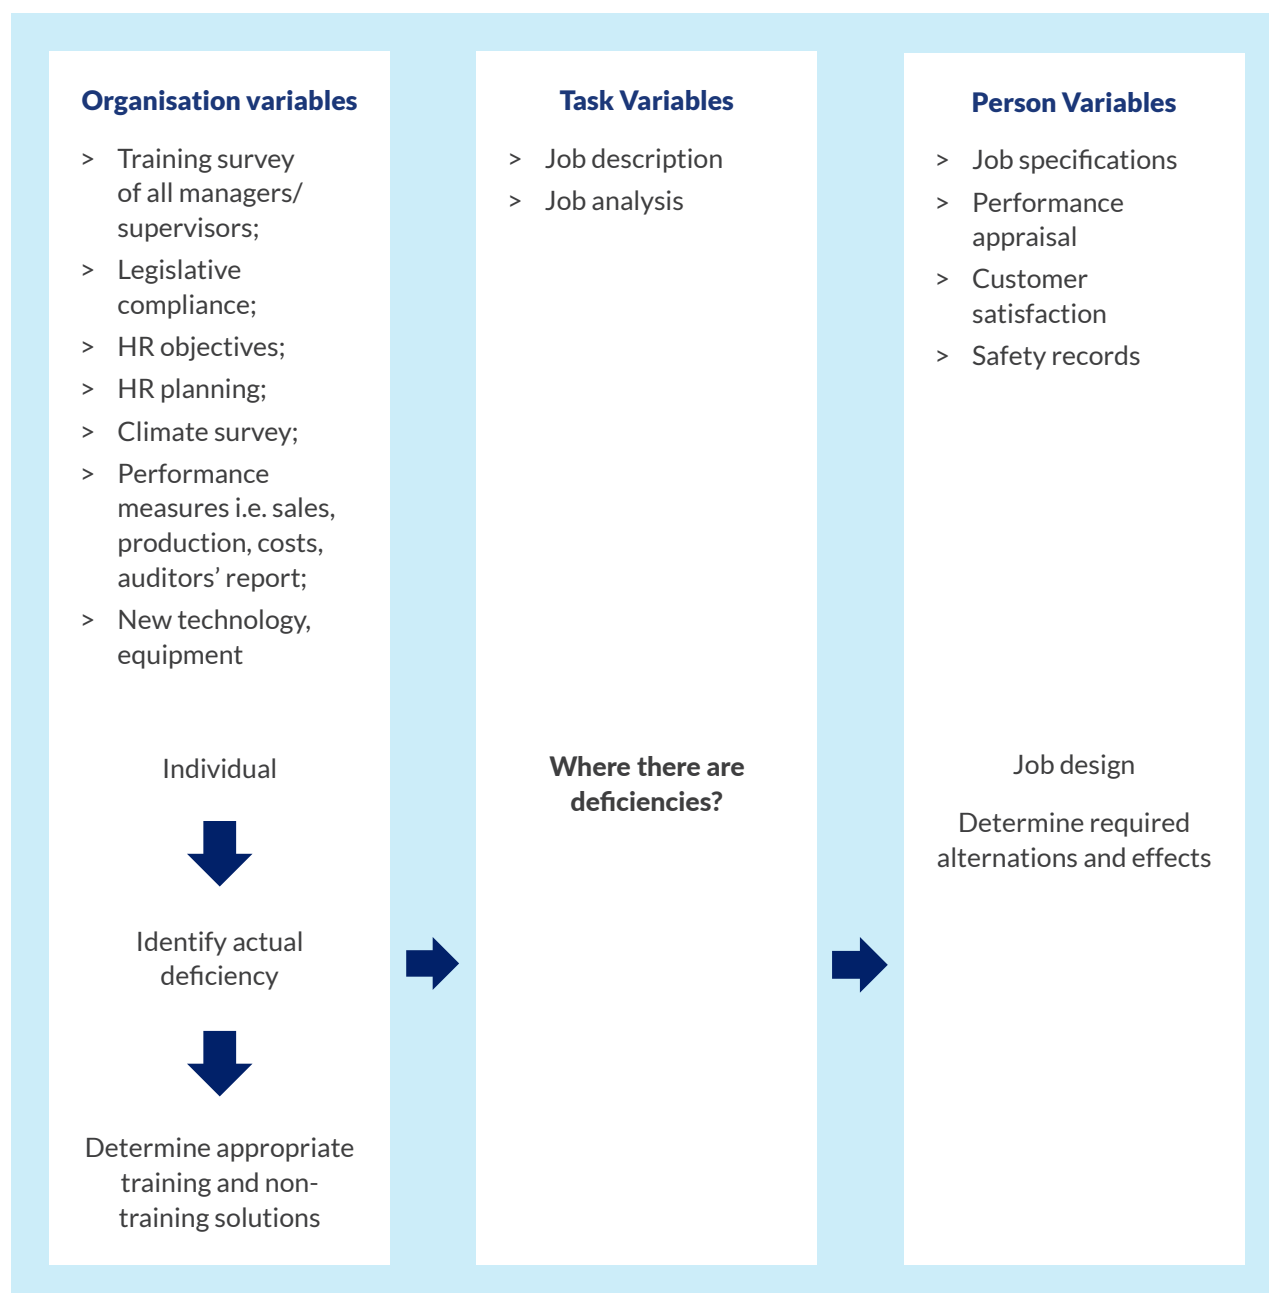 Organisation variables
> Training survey
of all managers/
supervisors;
> Legislative
compliance;
> HR objectives;
> HR planning;
> Climate survey;
> Performance
measures i.e. sales,
production, costs,
auditors’ report;
> New technology,
equipment
Individual
Identify actual
deficiency
Determine appropriate
training and non-
training solutions
Task Variables
> Job description
> Job analysis
Where there are
deficiencies?
Person Variables
> Job specifications
> Performance
appraisal
> Customer
satisfaction
> Safety records
Job design
Determine required
alternations and effects